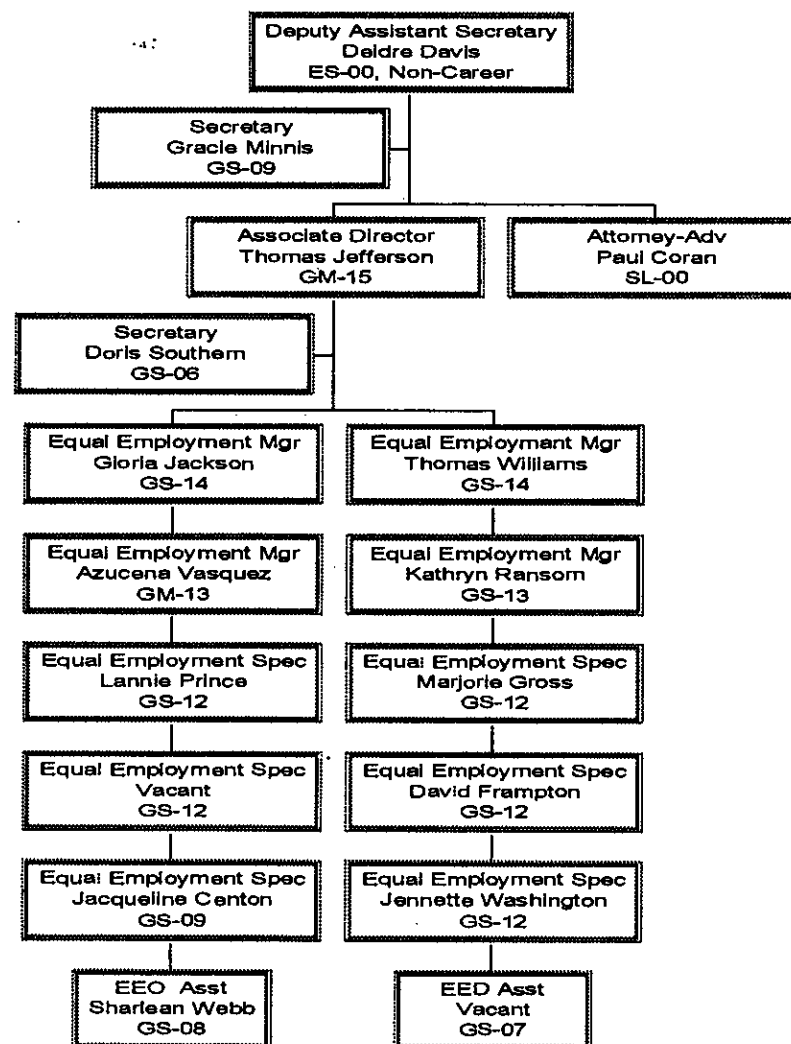 Deputy Assistant Secretary
Deidre Davis
ES-00, Non-Career
Secretary
Gracie Minnis
GS-09
Associate Director
Thomas Jefferson
GM-15
Attorney-Adv
Paul Coran
SL-00
Secretary
Doris Southern
GS-06
Equal Employment Mgr
Gloria Jackson
GS-14
Equal Employmant Mgr
Thomas Williams
GS-14
Equal Employment Mgr
Azucena Vasquez
GM-13
Equal Employment Mgr
Kathryn Ransom
GS-13
Equal Employment Spec
Lannie Prince
GS-12
Equal Employment Spec
Marjorie Gross
GS-12
Equal Employment Spec
Vacant
GS-12
Equal Employment Spec
David Frampton
GS-12
Equal Employment Spec
Jacqueline Canton
GS-09
Equal Employment Spec
Jennette Washington
GS-12
EEO Asst
Sharlean Webb
GS-08
EED Asst
Vacant
GS-07